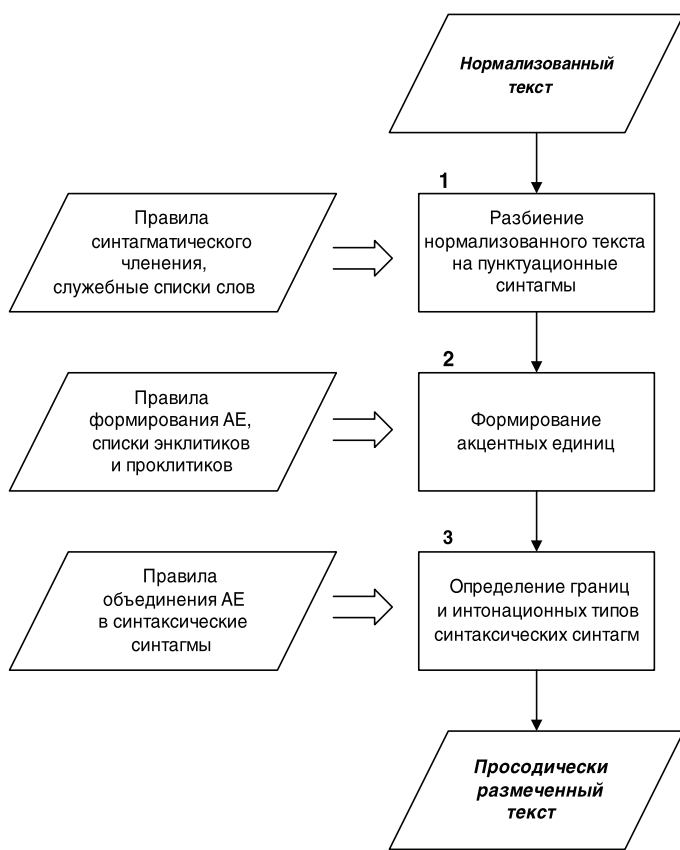 Нормализованный
текст
1
Правила
синтагматического
членения,
служебные списки слов
Разбиение
нормализованного текста
на пунктуационные
синтагмы
2
Правила
формирования АЕ,
списки энклитиков
и проклитиков
Формирование
акцентных единиц
3
Правила
объединения АЕ
в синтаксические
синтагмы
Определение границ
и интонационных типов
синтаксических синтагм
Просодически
размеченный
текст